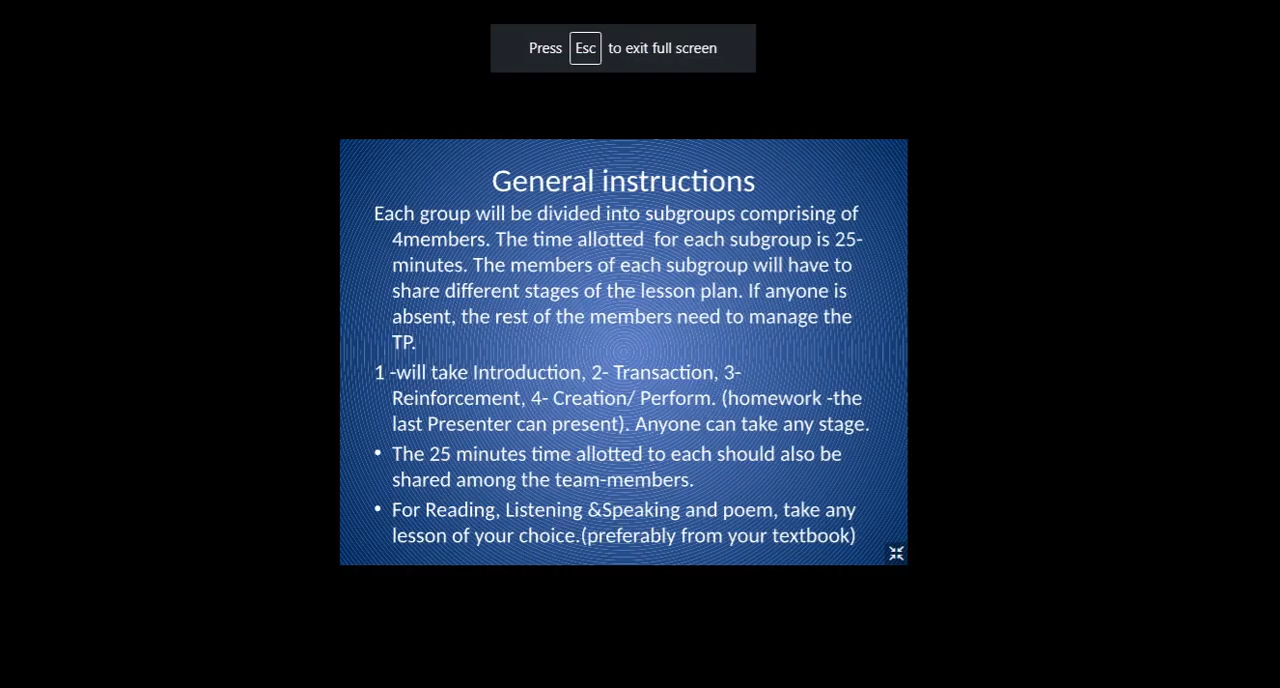 Press Esc to exit full screen
General instructions
Each group will be divided into subgroups comprising of
4members. The time allotted  for each subgroup is 25-
minutes. The members of each subgroup will have to
share different stages of the lesson plan. If anyone is
absent, the rest of the members need to manage the
TP.
1 -will take Introduction, 2- Transaction, 3-
Reinforcement, 4- Creation/ Perform. (homework -the
last Presenter can present). Anyone can take any stage.
• The 25 minutes time allotted to each should also be
shared among the team-members.
• For Reading, Listening &Speaking and poem, take any
lesson of your choice.(preferably from your textbook)